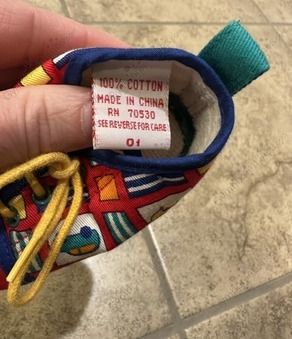 100% COTTON
MADE IN CHINA
RN 70530
SEE REVERSE FOR CARE
01